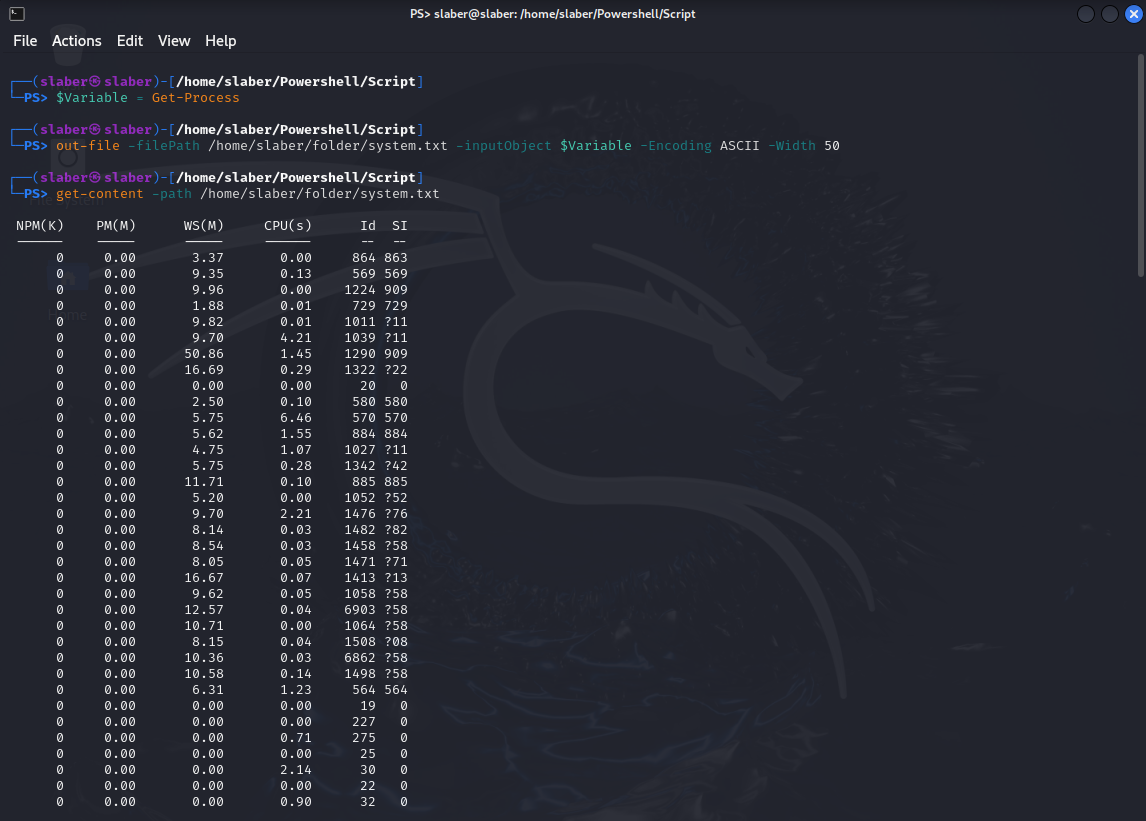 PS> slaber@slaber: /home/slaber/Powershell/Script
File Actions Edit View Help
┌──(slaber㉿slaber)-[/home/slaber/Powershell/Script]
└─PS> $Variable = Get-Process
┌──(slaber㉿slaber)-[/home/slaber/Powershell/Script]
└─PS> out-file -filePath /home/slaber/folder/system.txt -inputObject $Variable -Encoding ASCII -Width 50
┌──(slaber㉿slaber)-[/home/slaber/Powershell/Script]
└─PS> get-content -path /home/slaber/folder/system.txt
NPM(K) PM(M) WS(M) CPU(s) Id SI
------ ----- ----- ------ -- --
0 0.00 3.37 0.00 864 863
0 0.00 9.35 0.13 569 569
0 0.00 9.96 0.00 1224 909
0 0.00 1.88 0.01 729 729
0 0.00 9.82 0.01 1011 ?11
0 0.00 9.70 4.21 1039 ?11
0 0.00 50.86 1.45 1290 909
0 0.00 16.69 0.29 1322 ?22
0 0.00 0.00 0.00 20 0
0 0.00 2.50 0.10 580 580
0 0.00 5.75 6.46 570 570
0 0.00 5.62 1.55 884 884
0 0.00 4.75 1.07 1027 ?11
0 0.00 5.75 0.28 1342 ?42
0 0.00 11.71 0.10 885 885
0 0.00 5.20 0.00 1052 ?52
0 0.00 9.70 2.21 1476 ?76
0 0.00 8.14 0.03 1482 ?82
0 0.00 8.54 0.03 1458 ?58
0 0.00 8.05 0.05 1471 ?71
0 0.00 16.67 0.07 1413 ?13
0 0.00 9.62 0.05 1058 ?58
0 0.00 12.57 0.04 6903 ?58
0 0.00 10.71 0.00 1064 ?58
0 0.00 8.15 0.04 1508 ?08
0 0.00 10.36 0.03 6862 ?58
0 0.00 10.58 0.14 1498 ?58
0 0.00 6.31 1.23 564 564
0 0.00 0.00 0.00 19 0
0 0.00 0.00 0.00 227 0
0 0.00 0.00 0.71 275 0
0 0.00 0.00 0.00 25 0
0 0.00 0.00 2.14 30 0
0 0.00 0.00 0.00 22 0
0 0.00 0.00 0.90 32 0
Home